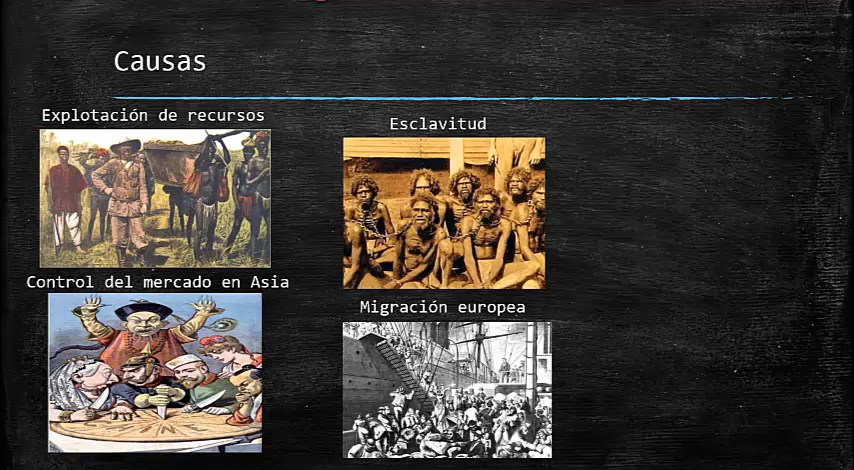 Causas
Explotación de recursos
Esclavitud
Control del mercado en Asia
Migración europea